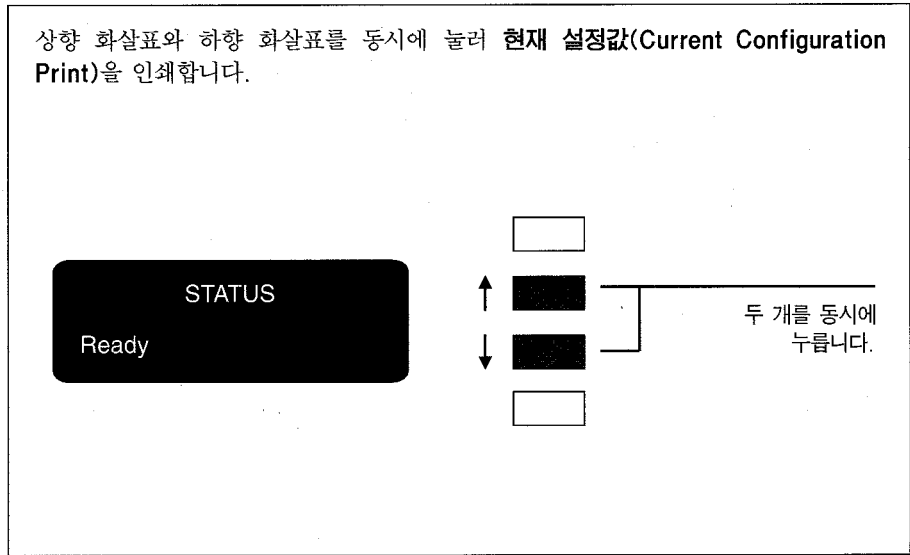 상향 화살표와 하향 화살표를 동시에 눌러 현재 설정값(Current Configuration
Print)을 인쇄합니다.
STATUS
Ready
↑
↓
두 개를 동시에
누릅니다.